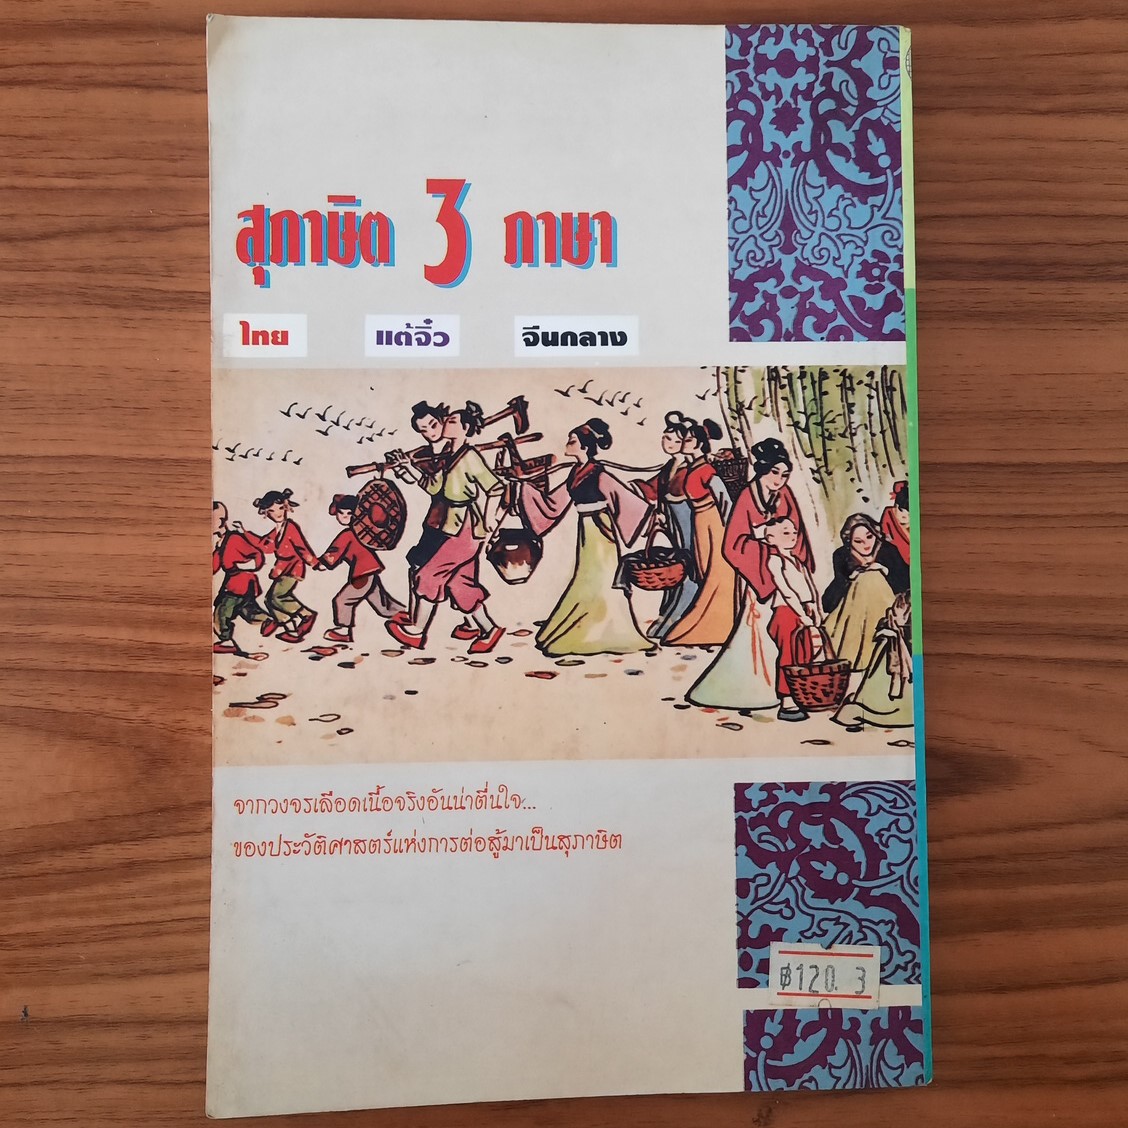 สุภาษิต 3 ภาษา
ไทย แต้จิ๋ว จีนกลาง
จากวงจรเลือดเนื้อจริงอันน่าตื่นใจ...
ของประวัติศาสตร์แห่งการต่อสู้มาเป็นสุภาษิต
฿120. 3